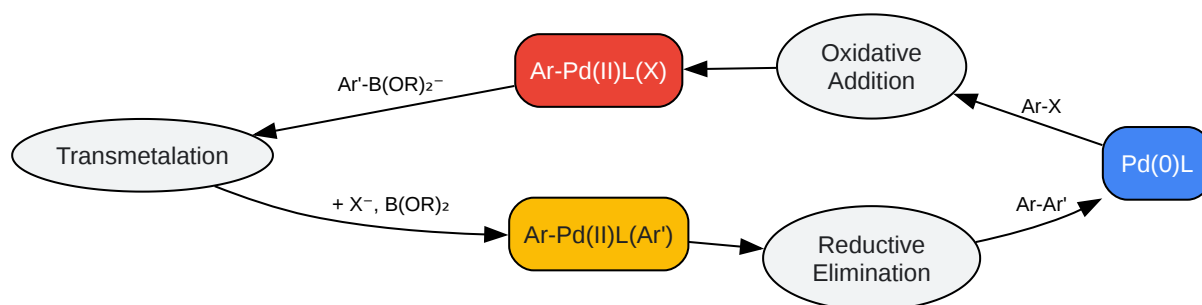 Oxidative
Addition
Ar-Pd(II)L(X)
Ar'-B(OR)₂⁻
Ar-X
Transmetalation
Pd(0)L
+ X⁻, B(OR)₂
Ar-Ar'
Ar-Pd(II)L(Ar')
Reductive
Elimination